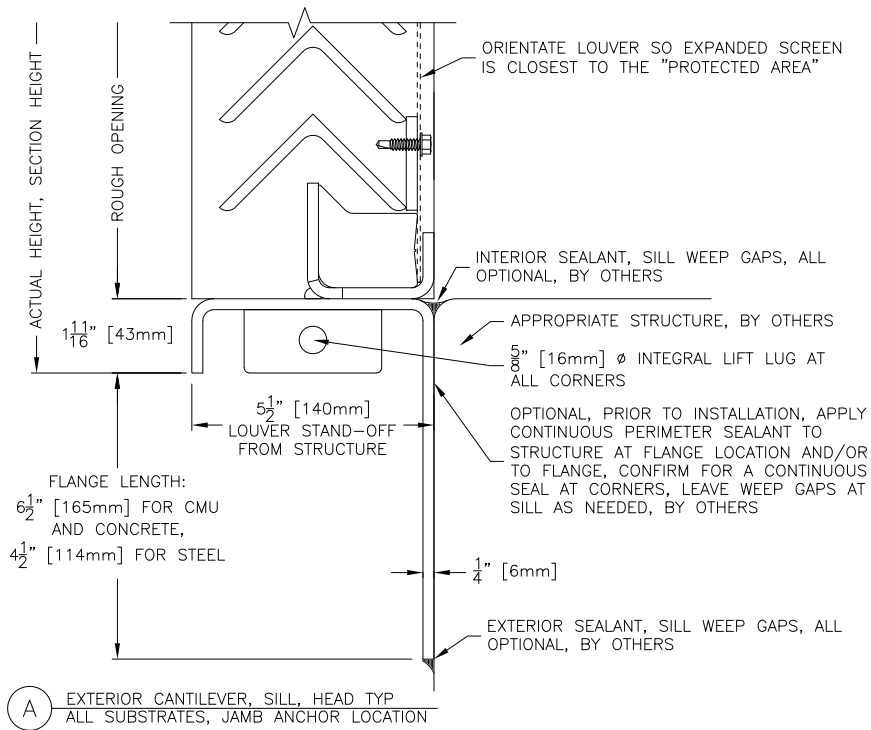 ORIENTATE LOUVER SO EXPANDED SCREEN
IS CLOSEST TO THE "PROTECTED AREA"
ACTUAL HEIGHT, SECTION HEIGHT
ROUGH OPENING
INTERIOR SEALANT, SILL WEEP GAPS, ALL
OPTIONAL, BY OTHERS
1 11/16" [43mm]
APPROPRIATE STRUCTURE, BY OTHERS
5/8" [16mm] ø INTEGRAL LIFT LUG AT
ALL CORNERS
5 1/2" [140mm]
LOUVER STAND-OFF
FROM STRUCTURE
OPTIONAL, PRIOR TO INSTALLATION, APPLY
CONTINUOUS PERIMETER SEALANT TO
STRUCTURE AT FLANGE LOCATION AND/OR
TO FLANGE, CONFIRM FOR A CONTINUOUS
SEAL AT CORNERS, LEAVE WEEP GAPS AT
SILL AS NEEDED, BY OTHERS
FLANGE LENGTH:
6 1/2" [165mm] FOR CMU
AND CONCRETE,
4 1/2" [114mm] FOR STEEL
1/4" [6mm]
EXTERIOR SEALANT, SILL WEEP GAPS, ALL
OPTIONAL, BY OTHERS
A
EXTERIOR CANTILEVER, SILL, HEAD TYP
ALL SUBSTRATES, JAMB ANCHOR LOCATION